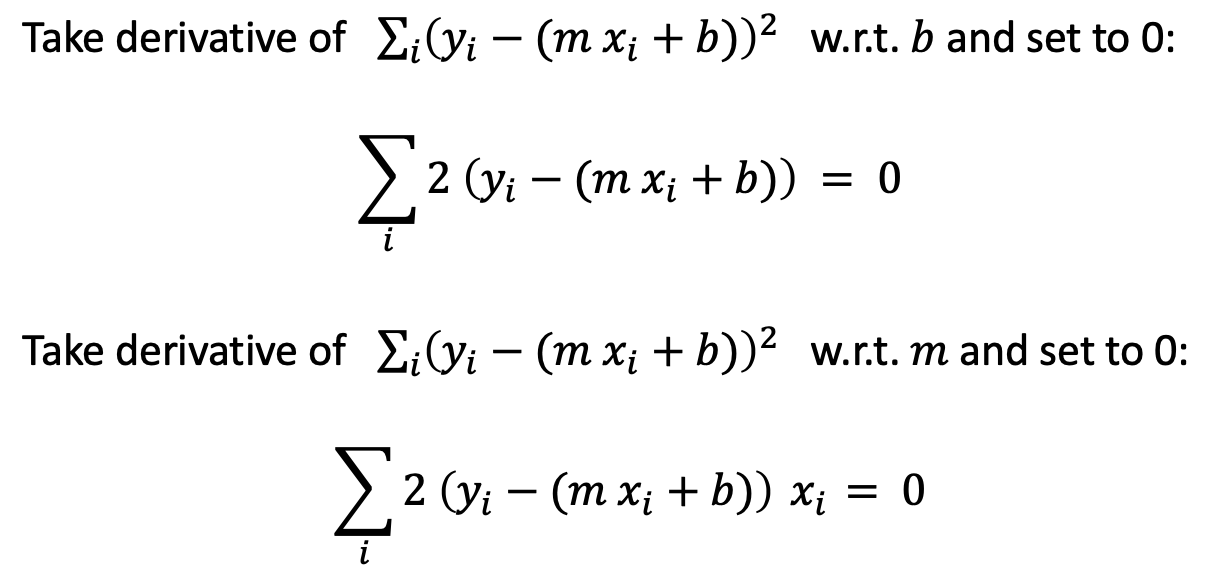 Take derivative of ∑ᵢ(yᵢ − (m xᵢ + b))² w.r.t. b and set to 0:
∑ᵢ 2 (yᵢ − (m xᵢ + b)) = 0
Take derivative of ∑ᵢ(yᵢ − (m xᵢ + b))² w.r.t. m and set to 0:
∑ᵢ 2 (yᵢ − (m xᵢ + b)) xᵢ = 0